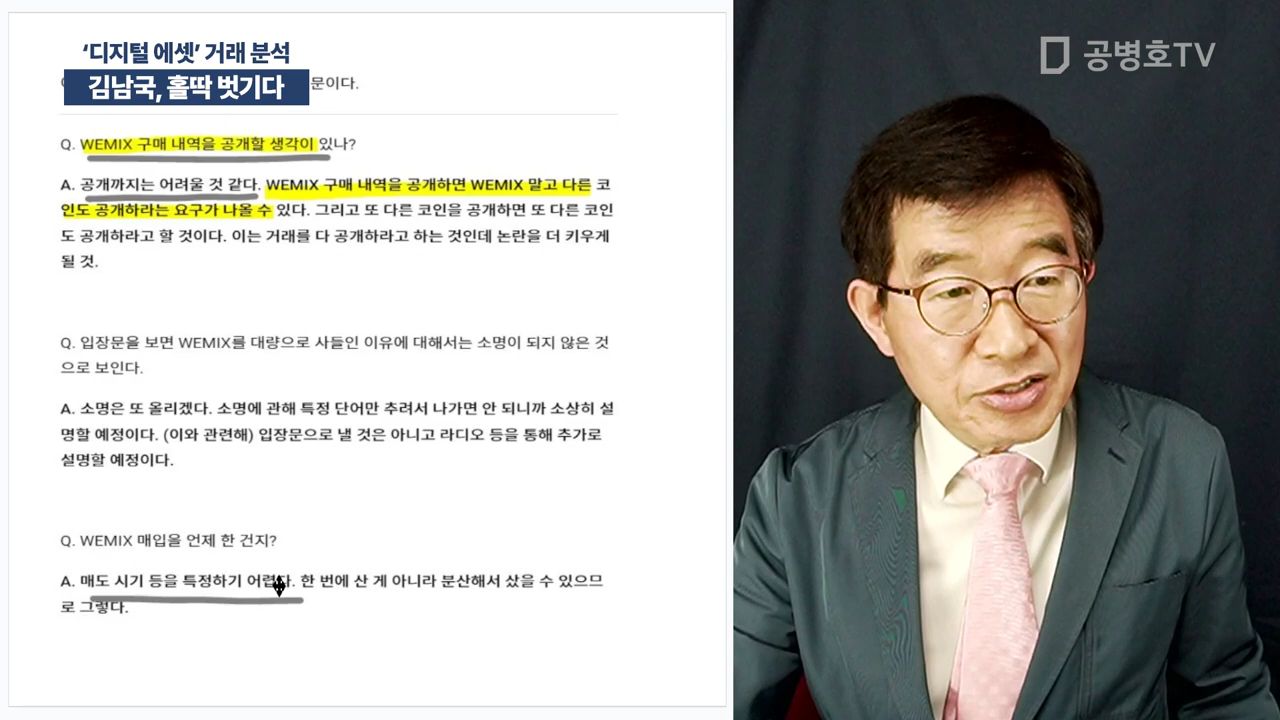 ‘디지털 에셋’ 거래 분석
김남국, 홀딱 벗기다
문이다.
공병호TV
Q. WEMIX 구매 내역을 공개할 생각이 있나?
A. 공개까지는 어려울 것 같다. WEMIX 구매 내역을 공개하면 WEMIX 말고 다른 코
인도 공개하라는 요구가 나올 수 있다. 그리고 또 다른 코인을 공개하면 또 다른 코인
도 공개하라고 할 것이다. 이는 거래를 다 공개하라고 하는 것인데 논란을 더 키우게
될 것.
Q. 입장문을 보면 WEMIX를 대량으로 사들인 이유에 대해서는 소명이 되지 않은 것
으로 보인다.
A. 소명은 또 올리겠다. 소명에 관해 특정 단어만 추려서 나가면 안 되니까 소상히 설
명할 예정이다. (이와 관련해) 입장문으로 낼 것은 아니고 라디오 등을 통해 추가로
설명할 예정이다.
Q. WEMIX 매입을 언제 한 건지?
A. 매도 시기 등을 특정하기 어렵다. 한 번에 산 게 아니라 분산해서 샀을 수 있으므
로 그렇다.